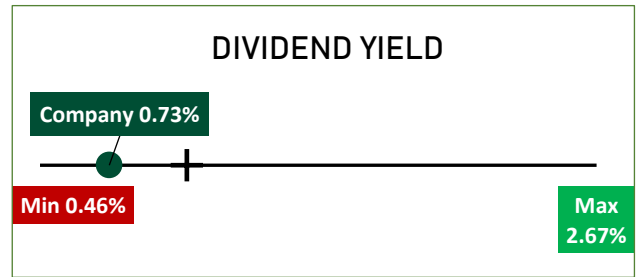 DIVIDEND YIELD
Company 0.73%
Min 0.46%
Max
2.67%